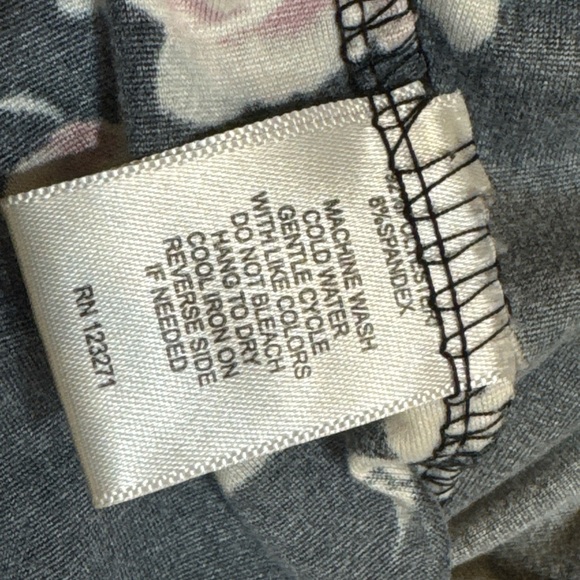 8%SPANDEX
MACHINE WASH
COLD WATER
GENTLE CYCLE
WITH LIKE COLORS
DO NOT BLEACH
HANG TO DRY
COOL IRON ON
REVERSE SIDE
IF NEEDED
RN 123271